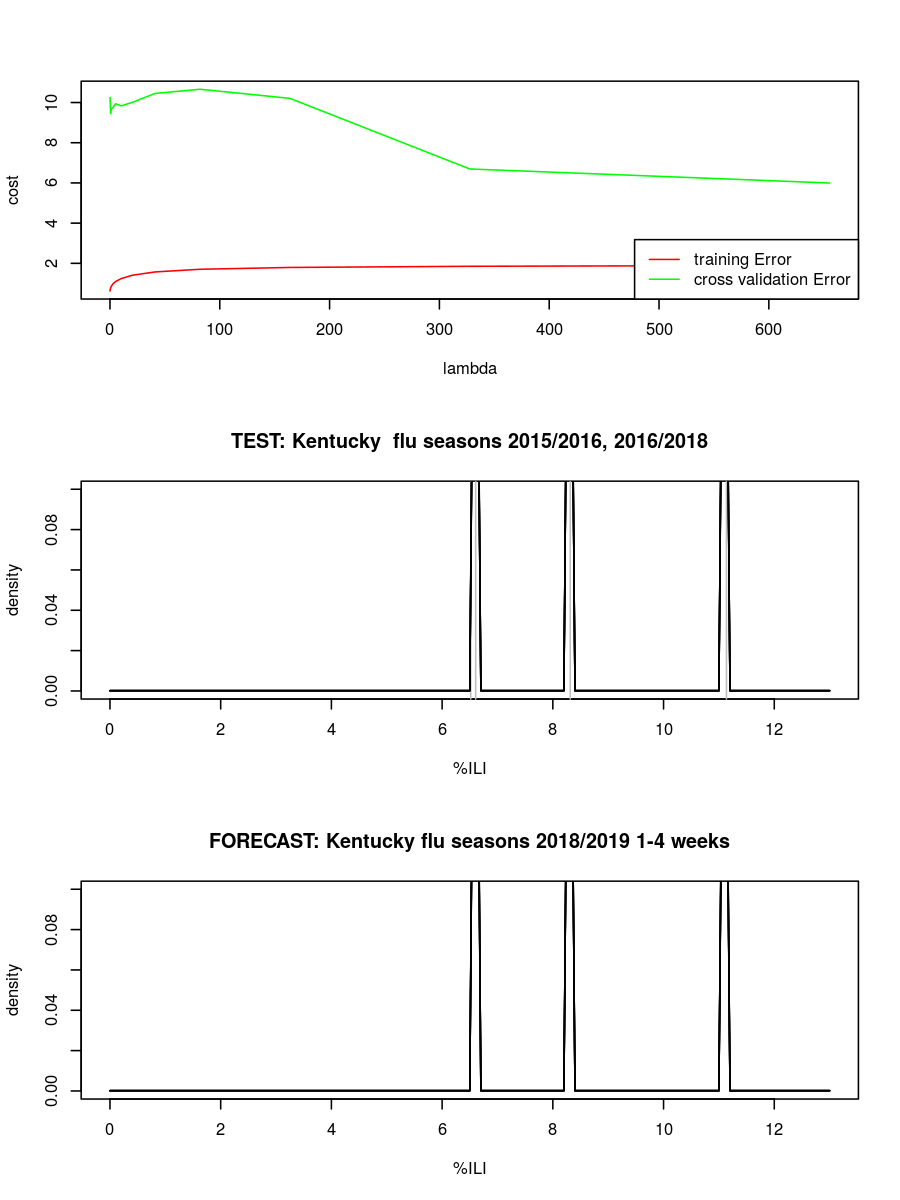 10
8
6
4
2
cost
training Error
cross validation Error
0 100 200 300 400 500 600
lambda
TEST: Kentucky  flu seasons 2015/2016, 2016/2018
0.08
0.04
0.00
density
0 2 4 6 8 10 12
%ILI
FORECAST: Kentucky flu seasons 2018/2019 1-4 weeks
0.08
0.04
0.00
density
0 2 4 6 8 10 12
%ILI